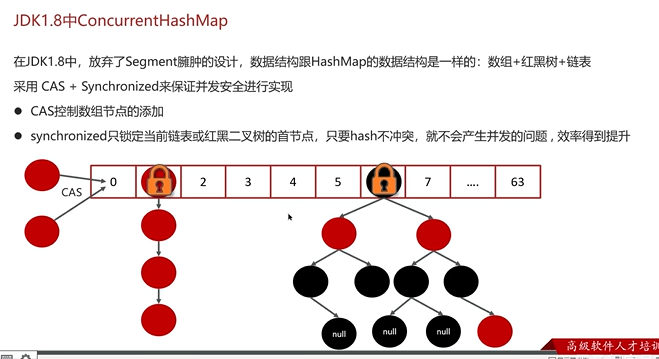 JDK1.8中ConcurrentHashMap
在JDK1.8中，放弃了Segment臃肿的设计，数据结构跟HashMap的数据结构是一样的：数组+红黑树+链表
采用 CAS + Synchronized来保证并发安全进行实现
● CAS控制数组节点的添加
● synchronized只锁定当前链表或红黑二叉树的首节点，只要hash不冲突，就不会产生并发的问题 , 效率得到提升
CAS
0 2 3 4 5 7 .... 63
null null null
高级软件人才培训